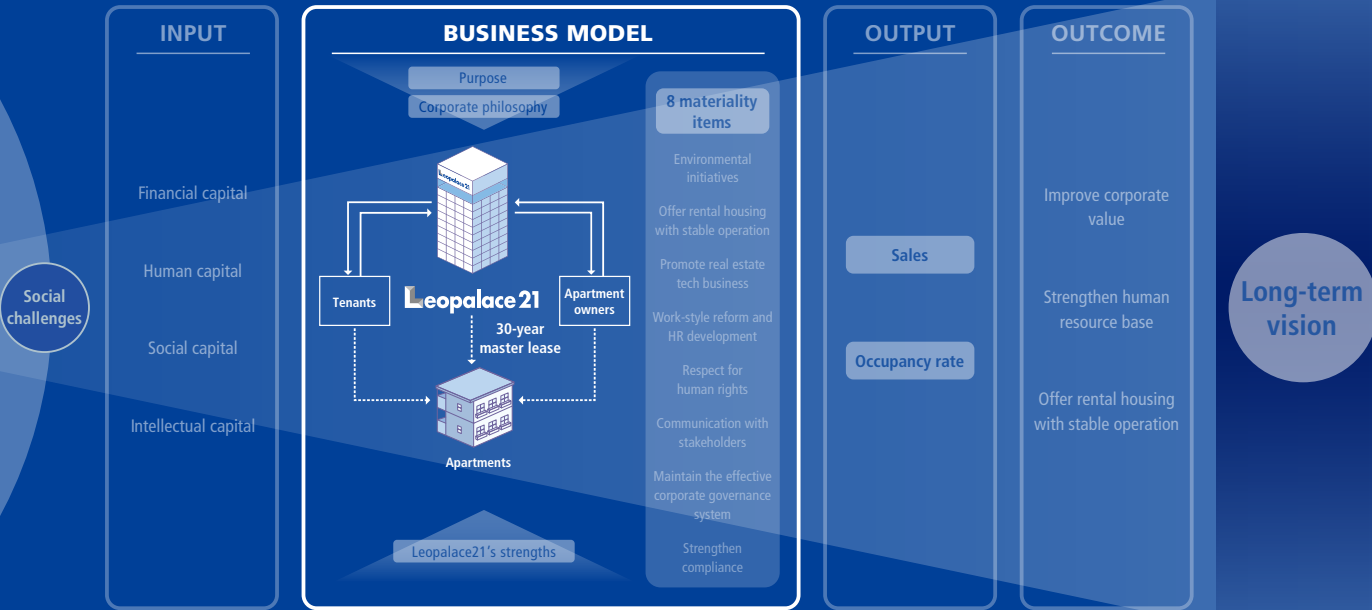 Social
challenges
INPUT
Financial capital
Human capital
Social capital
Intellectual capital
BUSINESS MODEL
Purpose
Corporate philosophy
Leopalace21
Tenants
Leopalace21
Apartment
owners
30-year
master lease
Apartments
Leopalace21’s strengths
8 materiality
items
Environmental
initiatives
Offer rental housing
with stable operation
Promote real estate
tech business
Work-style reform and
HR development
Respect for
human rights
Communication with
stakeholders
Maintain the effective
corporate governance
system
Strengthen
compliance
OUTPUT
Sales
Occupancy rate
OUTCOME
Improve corporate
value
Strengthen human
resource base
Offer rental housing
with stable operation
Long-term
vision